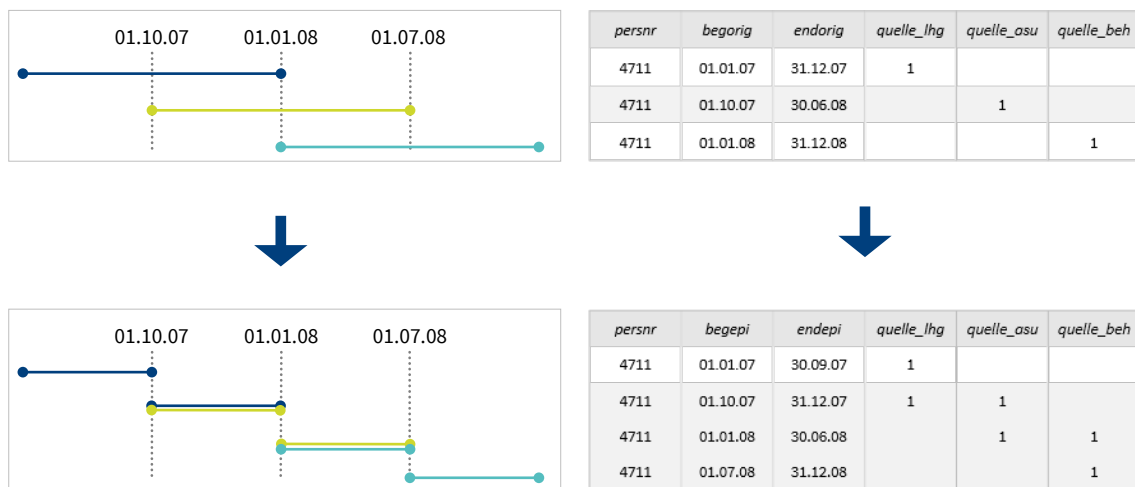 01.10.07 01.01.08 01.07.08
persnr begorig endorig quelle_lhg quelle_asu quelle_beh
4711 01.01.07 31.12.07 1
4711 01.10.07 30.06.08 1
4711 01.01.08 31.12.08 1
01.10.07 01.01.08 01.07.08
persnr begepi endepi quelle_lhg quelle_asu quelle_beh
4711 01.01.07 30.09.07 1
4711 01.10.07 31.12.07 1 1
4711 01.01.08 30.06.08 1 1
4711 01.07.08 31.12.08 1